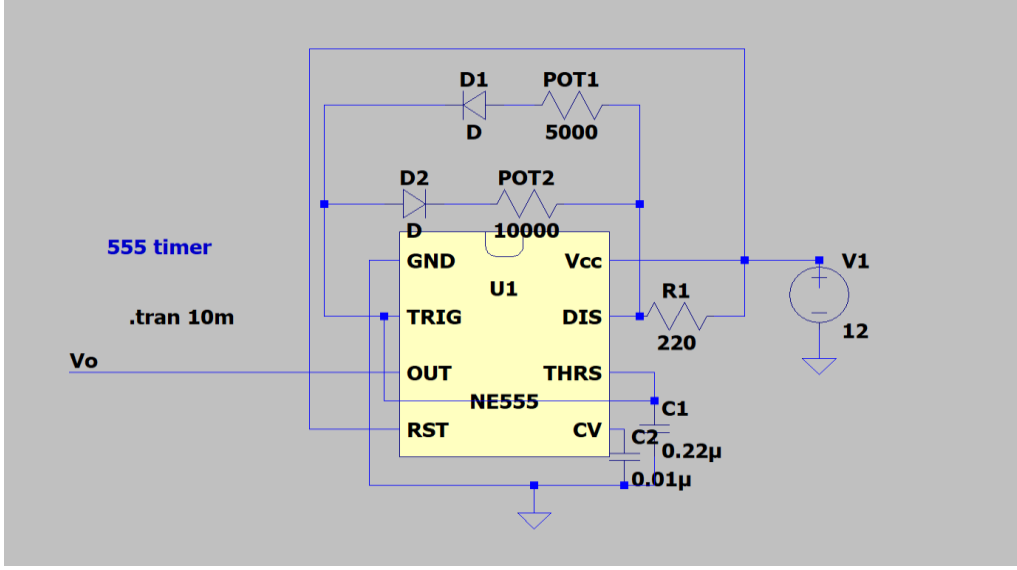 D1
POT1
D
5000
D2
POT2
D
10000
555 timer
GND
Vcc
V1
U1
R1
.tran 10m
TRIG
DIS
12
220
Vo
OUT
THRS
NE555
C1
RST
CV
C2
0.22µ
0.01µ